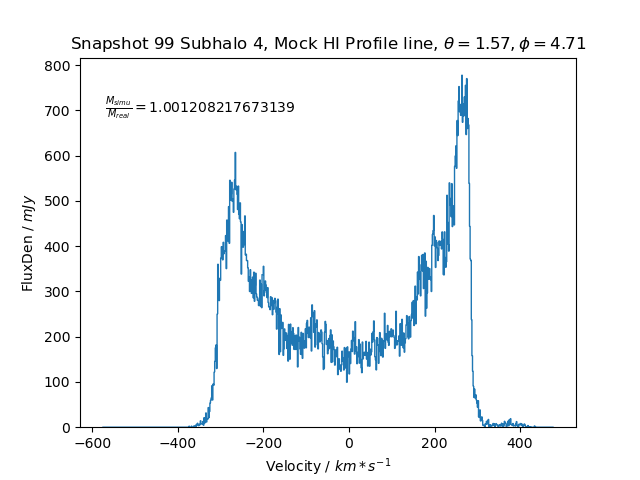 Snapshot 99 Subhalo 4, Mock HI Profile line, θ = 1.57, ϕ = 4.71
M_simu/M_real = 1.001208217673139
FluxDen / mJy
800
700
600
500
400
300
200
100
0
−600 −400 −200 0 200 400
Velocity / km * s⁻¹